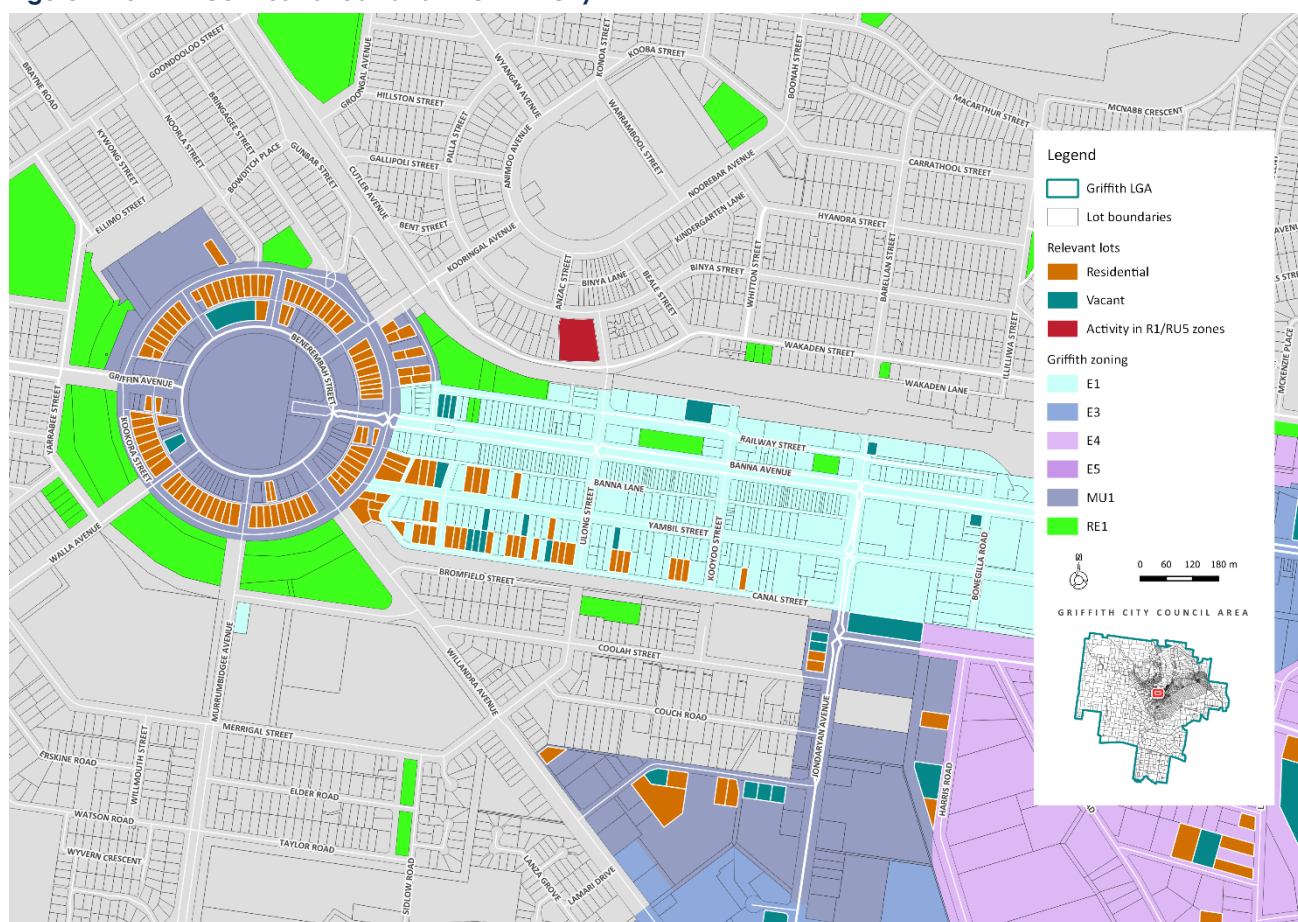 KOOBA STREET
KONDA STREET
BOONAH STREET
GOONDOOLOO STREET
BRAYNE ROAD
GROONGAL AVENUE
WYANGAN AVENUE
HILLSTON STREET
BRINGAGEE STREET
NOORLA STREET
KYWONG STREET
WARRAMBOOL STREET
MACARTHUR STREET
MCNABB CRESCENT
GUNBAR STREET
BOWDITCH PLACE
PALLA STREET
GALLIPOLI STREET
ANIMOO AVENUE
CUTLER AVENUE
NOOREBAR AVENUE
CARRATHOOL STREET
ELLIMO STREET
BENT STREET
KINDERGARTEN LANE
HYANDRA STREET
KOORINGAL AVENUE
BINYA LANE
BEALE STREET
BINYA STREET
WHITTON STREET
BARELLAN STREET
ANZAC STREET
ILLILLIWA STREET
MCKENZIE PLACE
WAKADEN STREET
WAKADEN LANE
BENEREMBAH STREET
GRIFFIN AVENUE
YARRABEE STREET
KOOKORA STREET
RAILWAY STREET
BANNA AVENUE
BANNA LANE
ULONG STREET
YAMBIL STREET
KOOYOO STREET
BONEGILLA ROAD
WALLA AVENUE
BROMFIELD STREET
CANAL STREET
MURRUMBIDGEE AVENUE
WILLANDRA AVENUE
COOLAH STREET
COUCH ROAD
JONDARYAN AVENUE
HARRIS ROAD
MERRIGAL STREET
ERSKINE ROAD
WILLMOUTH STREET
ELDER ROAD
WATSON ROAD
TAYLOR ROAD
WYVERN CRESCENT
SIDLOW ROAD
LANZA GROVE
LAMARI DRIVE
Legend
Griffith LGA
Lot boundaries
Relevant lots
Residential
Vacant
Activity in R1/RU5 zones
Griffith zoning
E1
E3
E4
E5
MU1
RE1
N
0 60 120 180 m
GRIFFITH CITY COUNCIL AREA